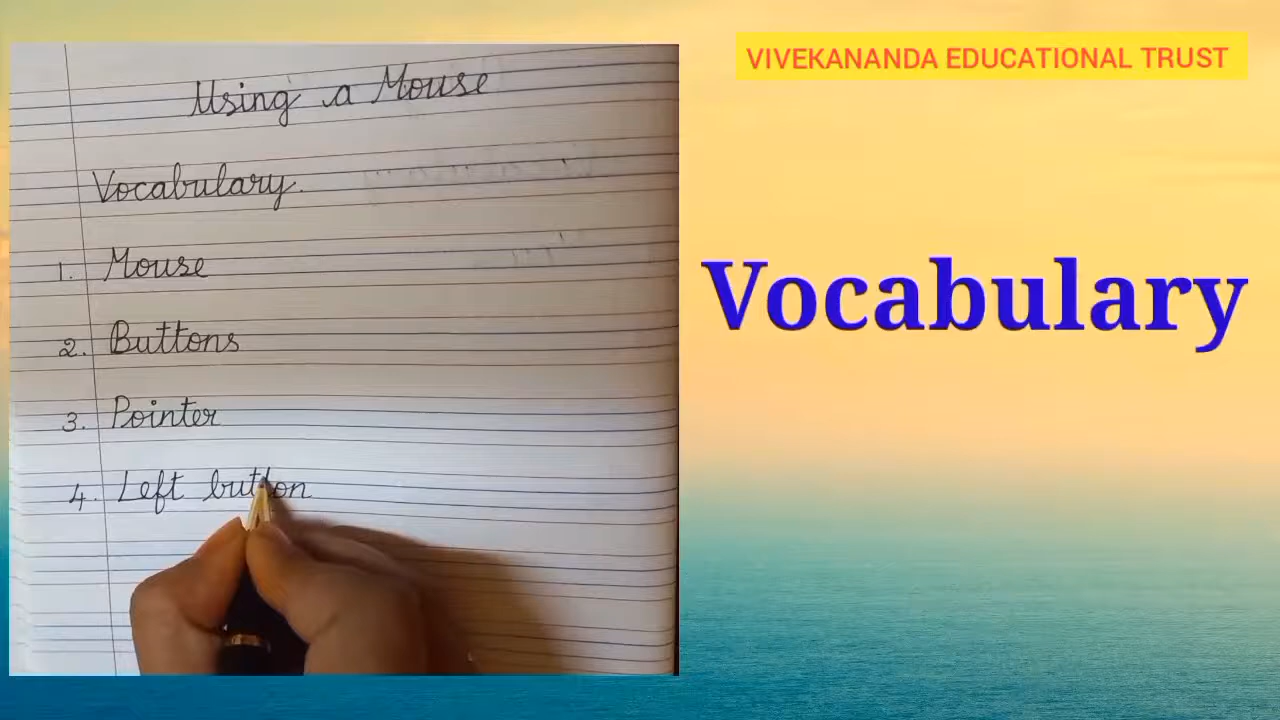 Using a Mouse
Vocabulary.
1. Mouse
2. Buttons
3. Pointer
4. Left button
VIVEKANANDA EDUCATIONAL TRUST
Vocabulary